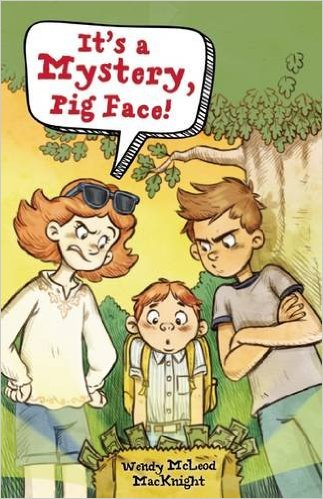 It's a
Mystery,
Pig Face!
Wendy McLeod
MacKnight